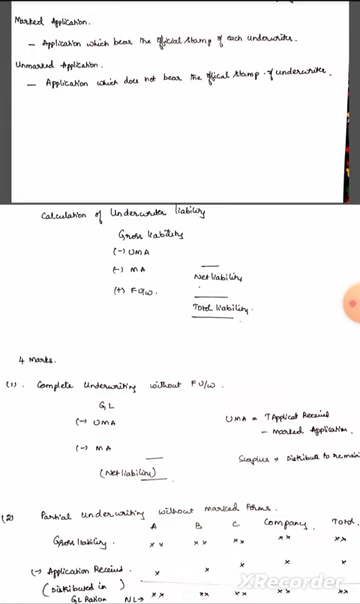 Marked Application.
– Application which bear the official stamp of each underwriter.
Unmarked Application.
– Application which does not bear the offical stamp of underwriter.
Calculation of Underwriter liability
Gross liability
(-) UMA
(-) MA
Net liability
(+) F U/W.
Total liability.
4 Marks.
(1). Complete Underwriting without F U/W.
GL
(-) UMA
UMA = T Applicat Received
– Marked Application.
(-) MA
Surplus → Distribute to remain
(Net liability)
(2) Partial Underwriting without marked forms.
A B C Company. Total.
Gross liability. xx xx xx xx xx
(-) Application Received x x x x
(Distributed in)
GL Ration NL→ xx xx xx xx xx
XRecorder